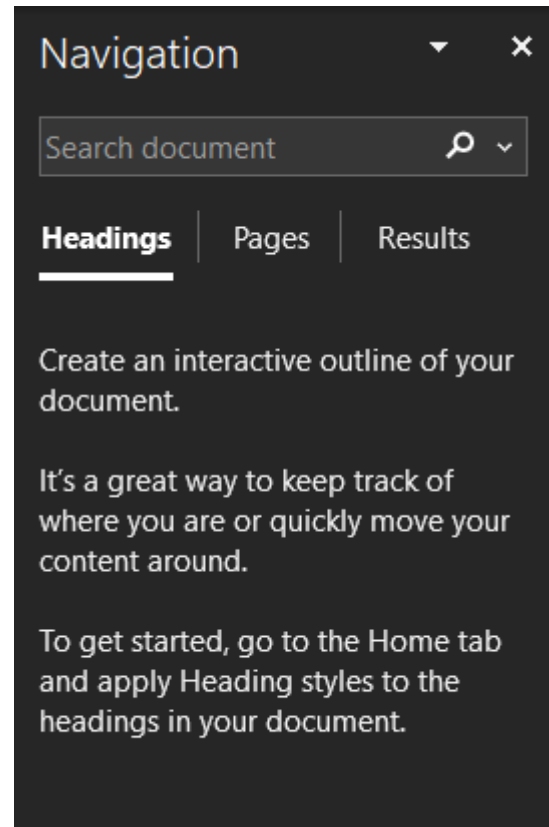 Navigation
Search document
Headings Pages Results
Create an interactive outline of your
document.
It's a great way to keep track of
where you are or quickly move your
content around.
To get started, go to the Home tab
and apply Heading styles to the
headings in your document.